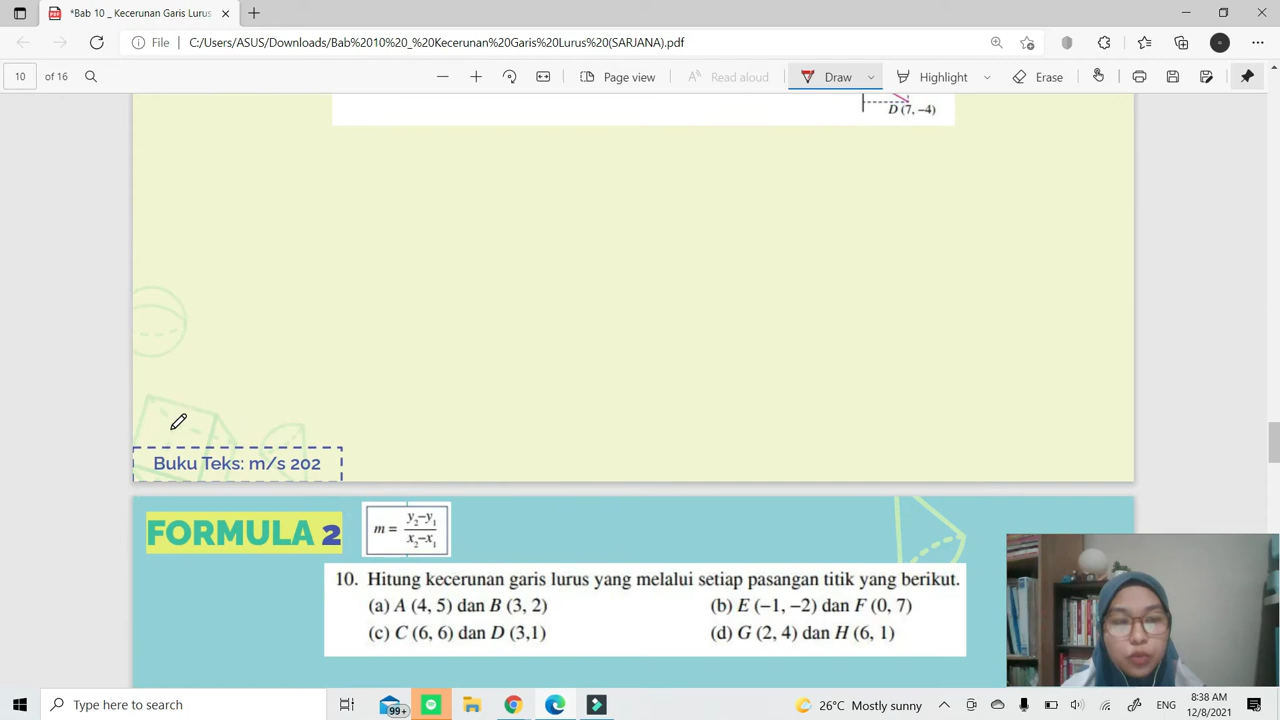 *Bab 10 _ Kecerunan Garis Lurus
File C:/Users/ASUS/Downloads/Bab%2010%20_%20Kecerunan%20Garis%20Lurus%20(SARJANA).pdf
10 of 16 Page view Read aloud Draw Highlight Erase
D (7, −4)
Buku Teks: m/s 202
FORMULA 2 m = y₂−y₁ / x₂−x₁
10. Hitung kecerunan garis lurus yang melalui setiap pasangan titik yang berikut.
(a) A (4, 5) dan B (3, 2) (b) E (−1, −2) dan F (0, 7)
(c) C (6, 6) dan D (3,1) (d) G (2, 4) dan H (6, 1)
Type here to search 99+ 26°C Mostly sunny ENG 8:38 AM
12/8/2021